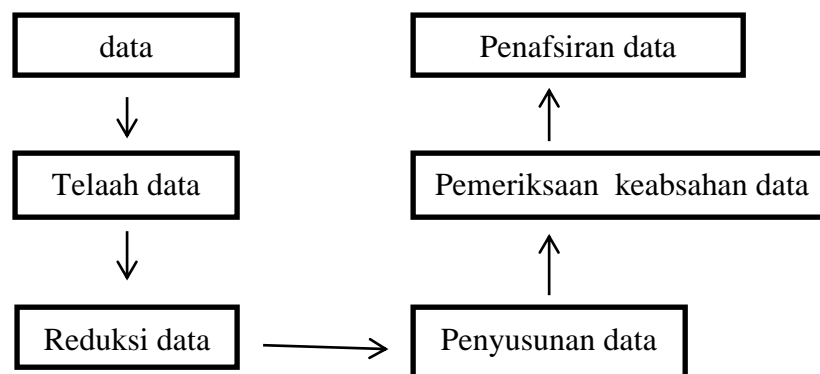 data
Penafsiran data
Telaah data
Pemeriksaan keabsahan data
Reduksi data
Penyusunan data